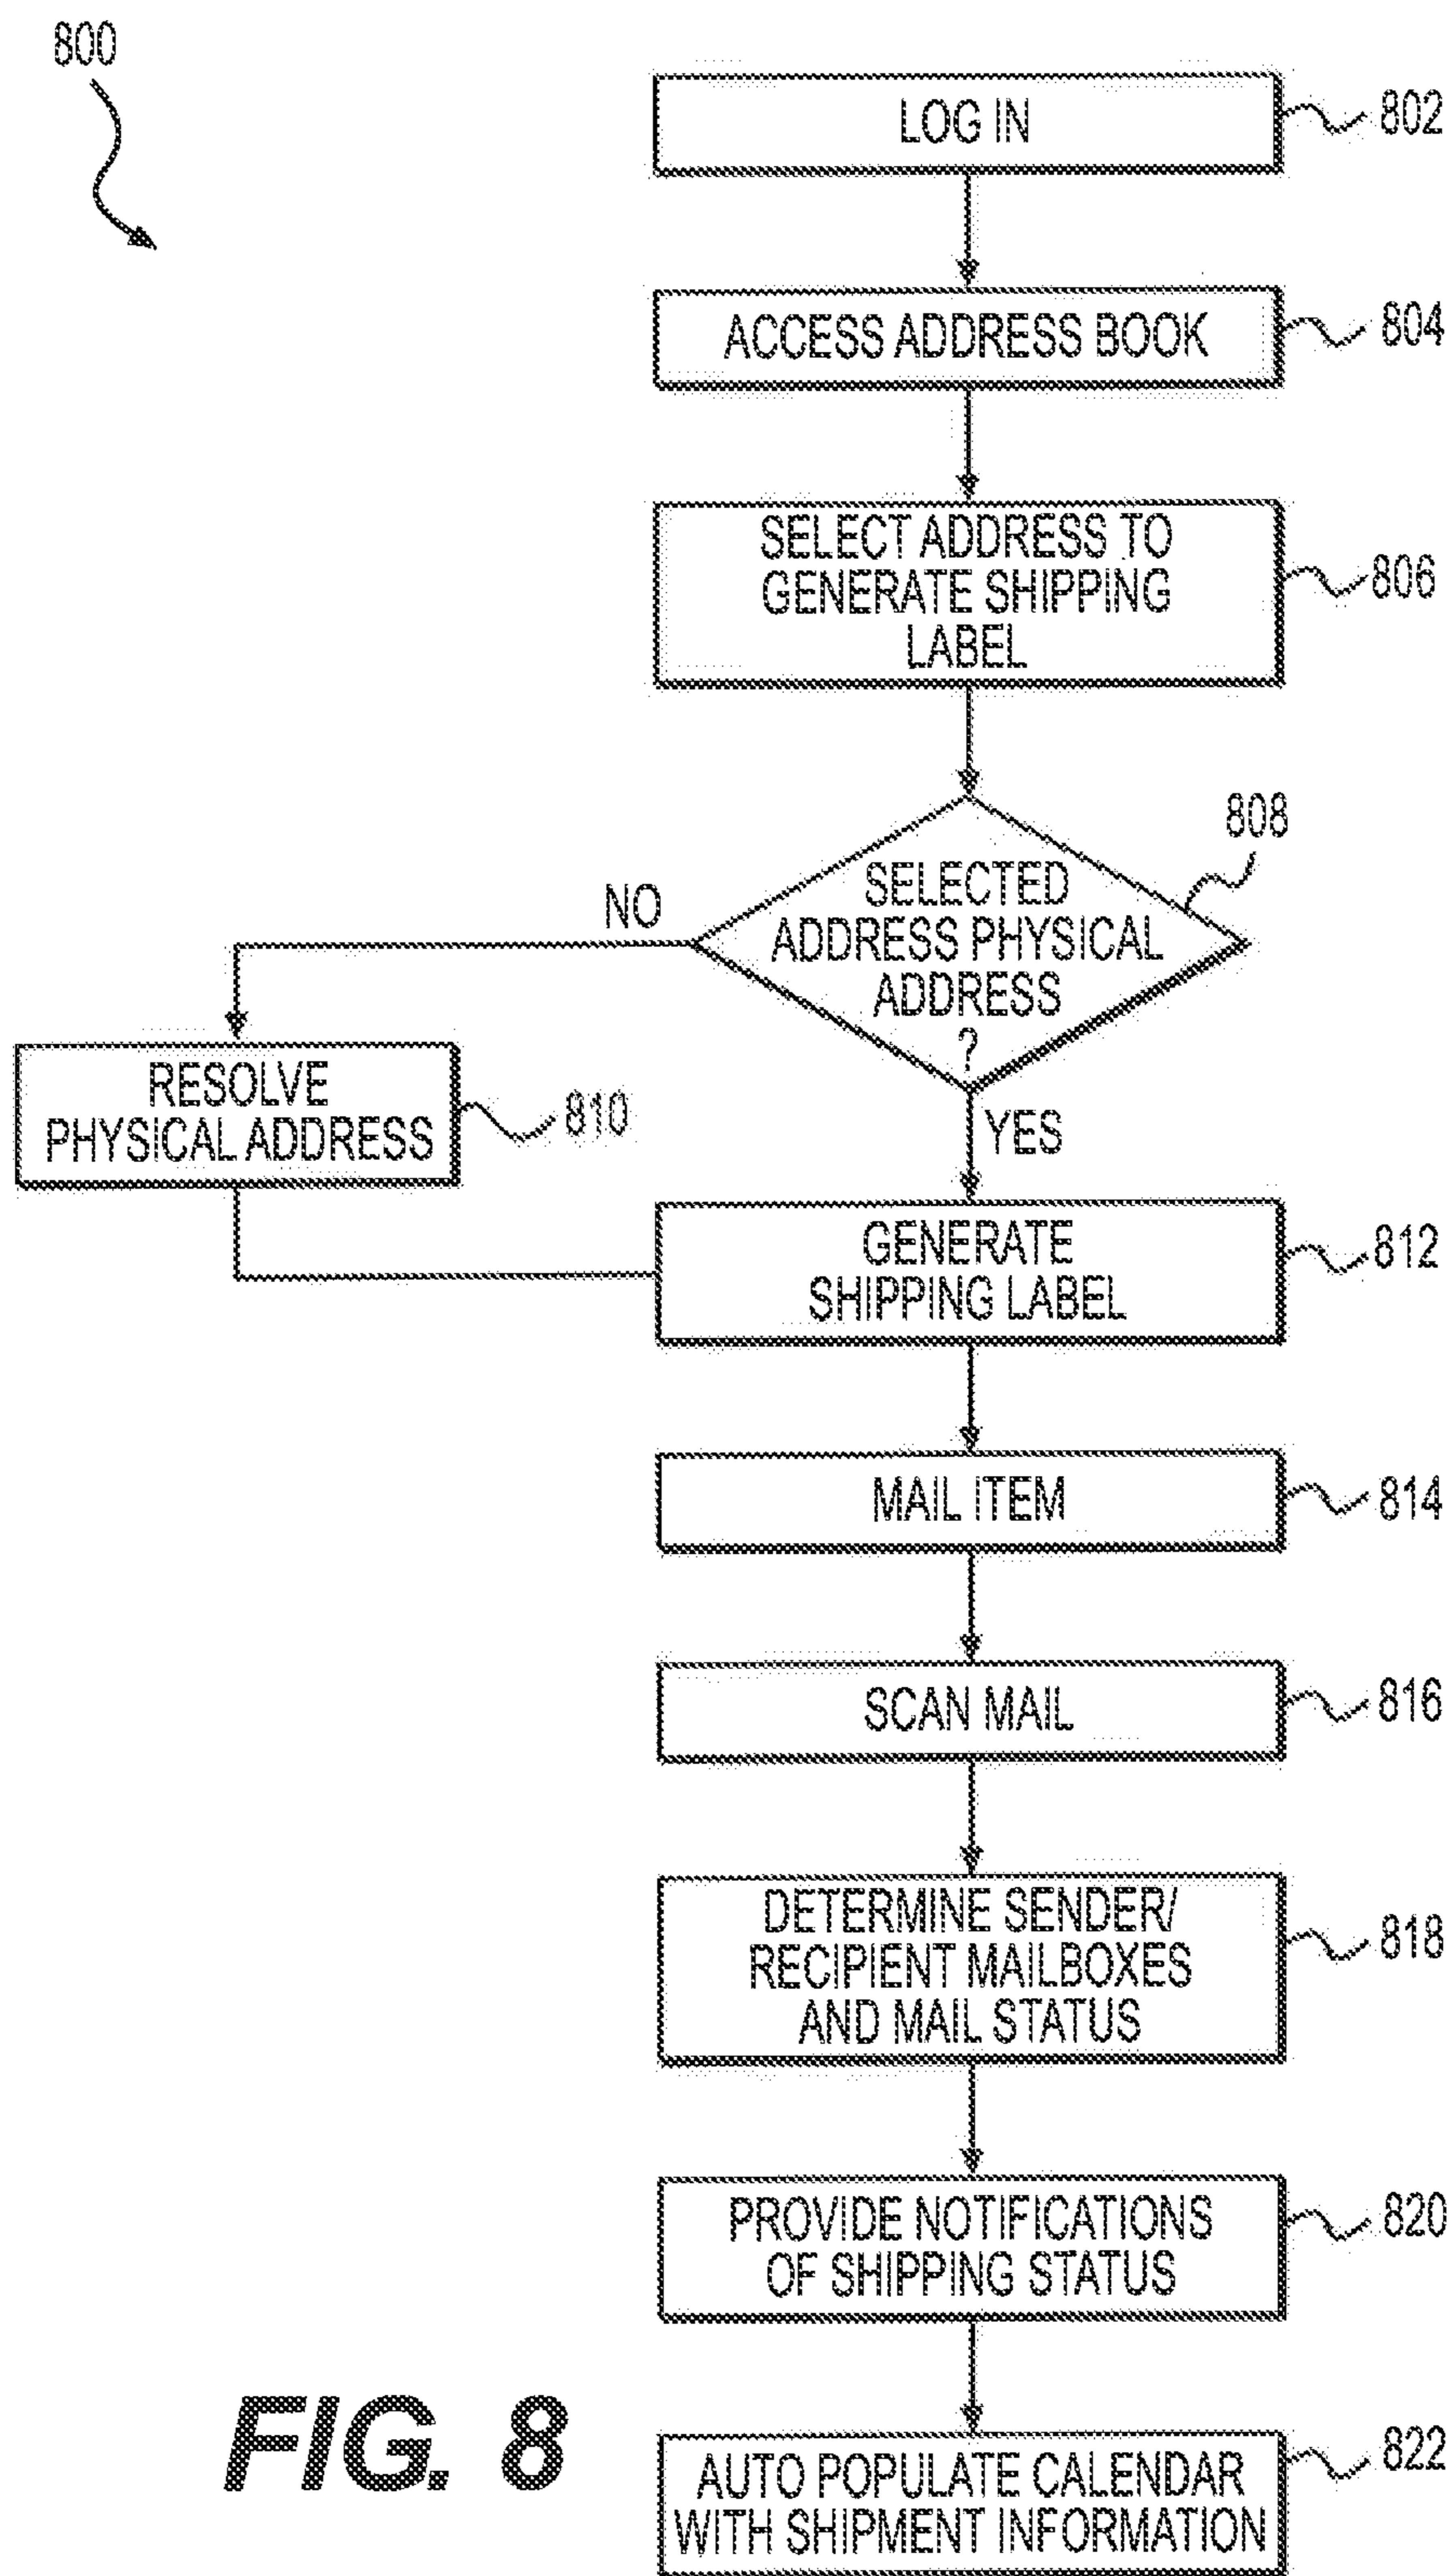 800
LOG IN
802
ACCESS ADDRESS BOOK
804
SELECT ADDRESS TO
GENERATE SHIPPING
LABEL
806
808
SELECTED
ADDRESS PHYSICAL
ADDRESS
?
NO
YES
RESOLVE
PHYSICAL ADDRESS
810
GENERATE
SHIPPING LABEL
812
MAIL ITEM
814
SCAN MAIL
816
DETERMINE SENDER/
RECIPIENT MAILBOXES
AND MAIL STATUS
818
PROVIDE NOTIFICATIONS
OF SHIPPING STATUS
820
AUTO POPULATE CALENDAR
WITH SHIPMENT INFORMATION
822
FIG. 8